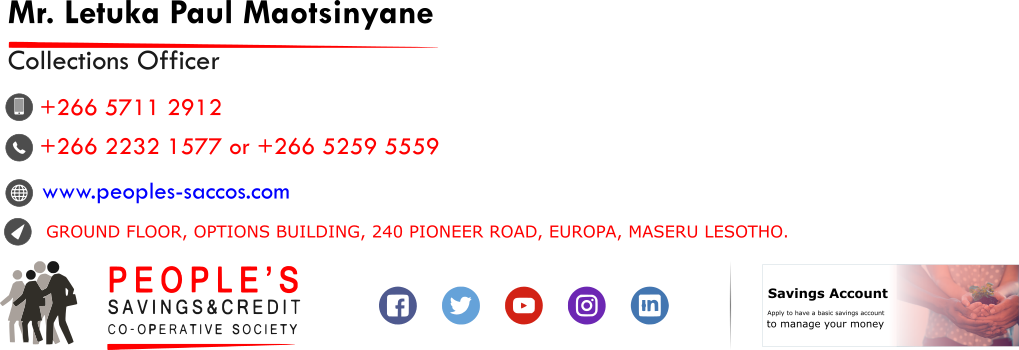 Mr. Letuka Paul Maotsinyane
Collections Officer
+266 5711 2912
+266 2232 1577 or +266 5259 5559
www.peoples-saccos.com
GROUND FLOOR, OPTIONS BUILDING, 240 PIONEER ROAD, EUROPA, MASERU LESOTHO.
PEOPLE'S
SAVINGS&CREDIT
CO-OPERATIVE SOCIETY
Savings Account
Apply to have a basic savings account
to manage your money